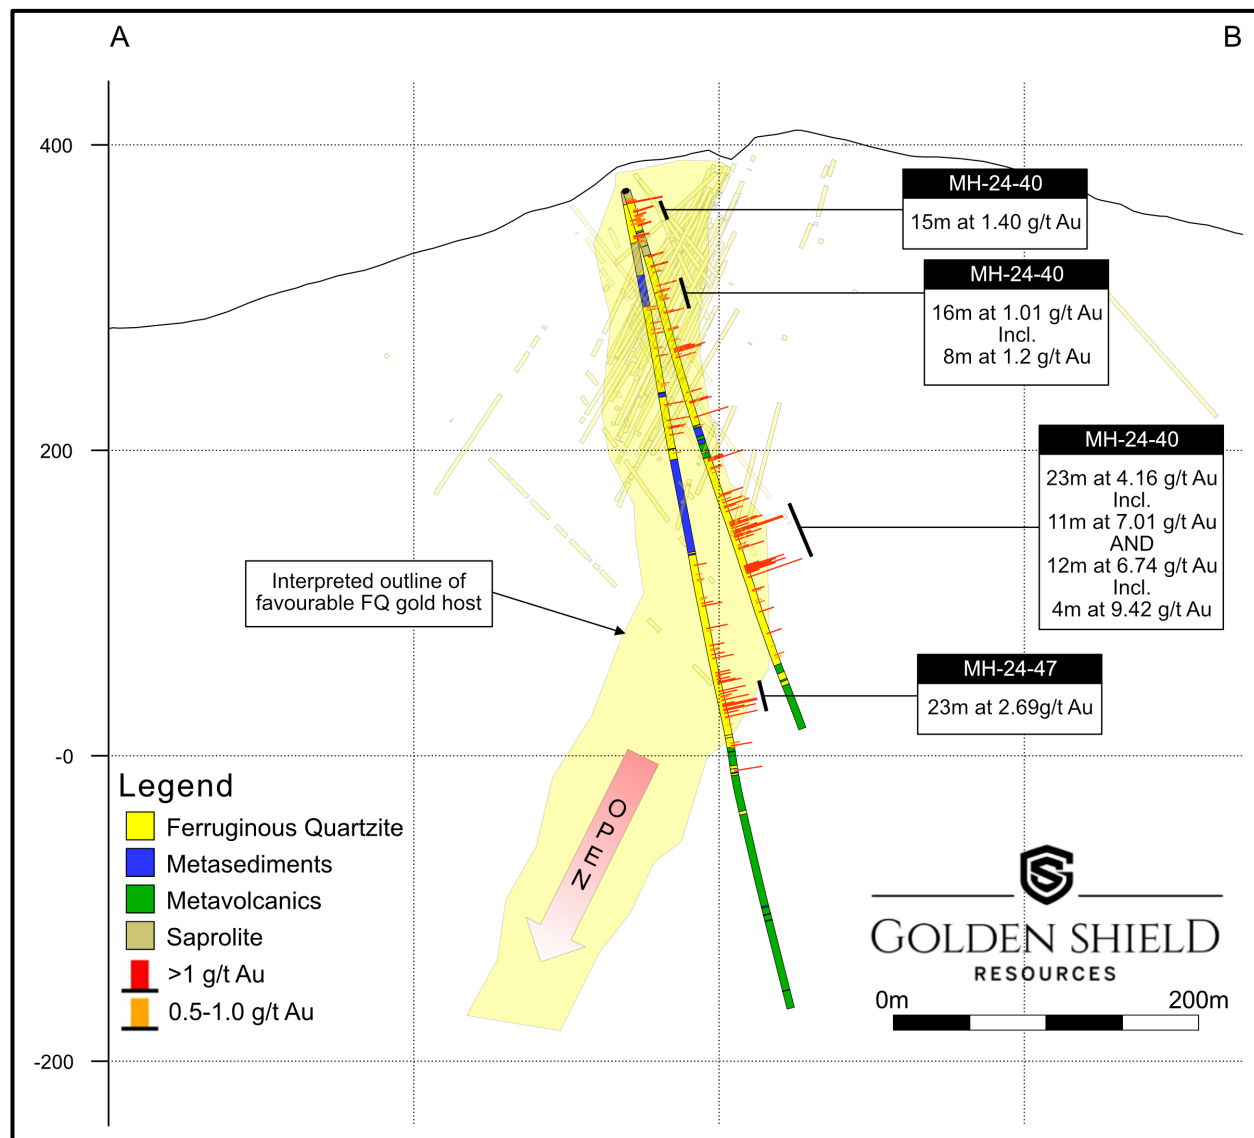 A
B
400
200
-0
-200
MH-24-40
15m at 1.40 g/t Au
MH-24-40
16m at 1.01 g/t Au
Incl.
8m at 1.2 g/t Au
MH-24-40
23m at 4.16 g/t Au
Incl.
11m at 7.01 g/t Au
AND
12m at 6.74 g/t Au
Incl.
4m at 9.42 g/t Au
Interpreted outline of
favourable FQ gold host
MH-24-47
23m at 2.69g/t Au
OPEN
Legend
Ferruginous Quartzite
Metasediments
Metavolcanics
Saprolite
>1 g/t Au
0.5-1.0 g/t Au
GOLDEN SHIELD
RESOURCES
0m
200m